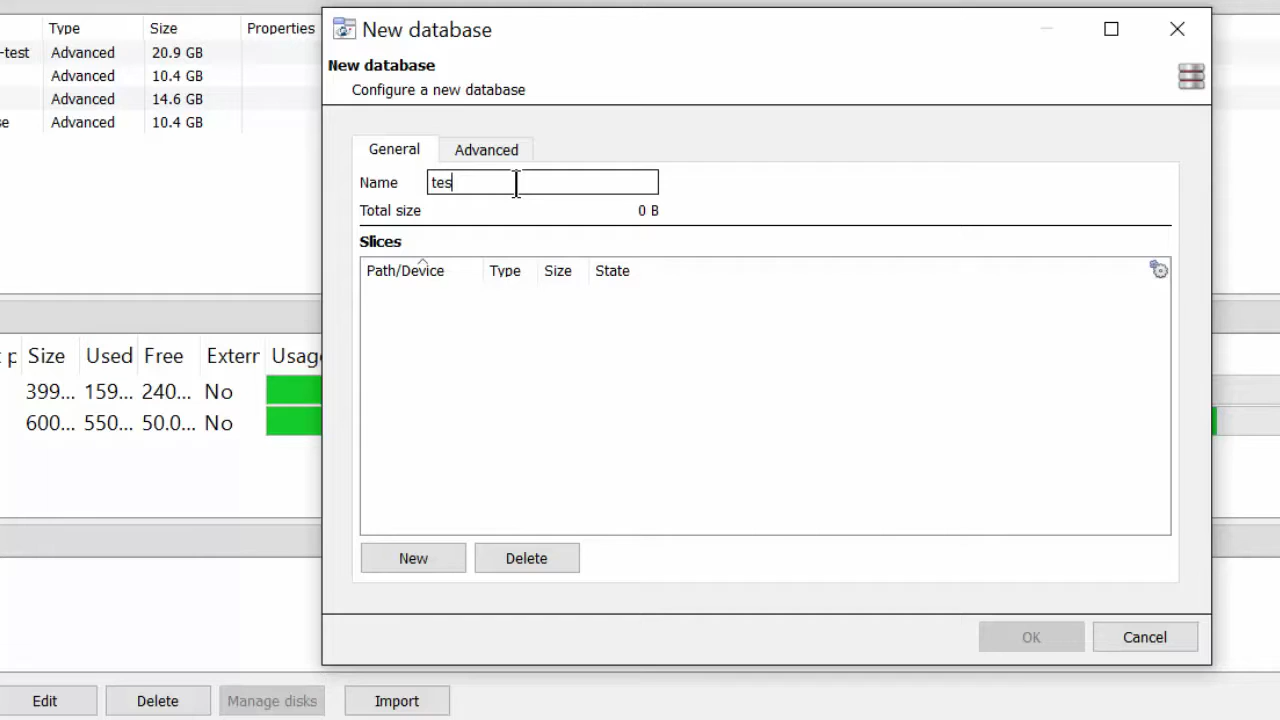 Type Size Properties
-test Advanced 20.9 GB
Advanced 10.4 GB
Advanced 14.6 GB
se Advanced 10.4 GB
p Size Used Free Extern Usag
399... 159... 240... No
600... 550... 50.0... No
Edit Delete Manage disks Import
New database
New database
Configure a new database
General Advanced
Name tes
Total size 0 B
Slices
Path/Device Type Size State
New Delete
OK Cancel